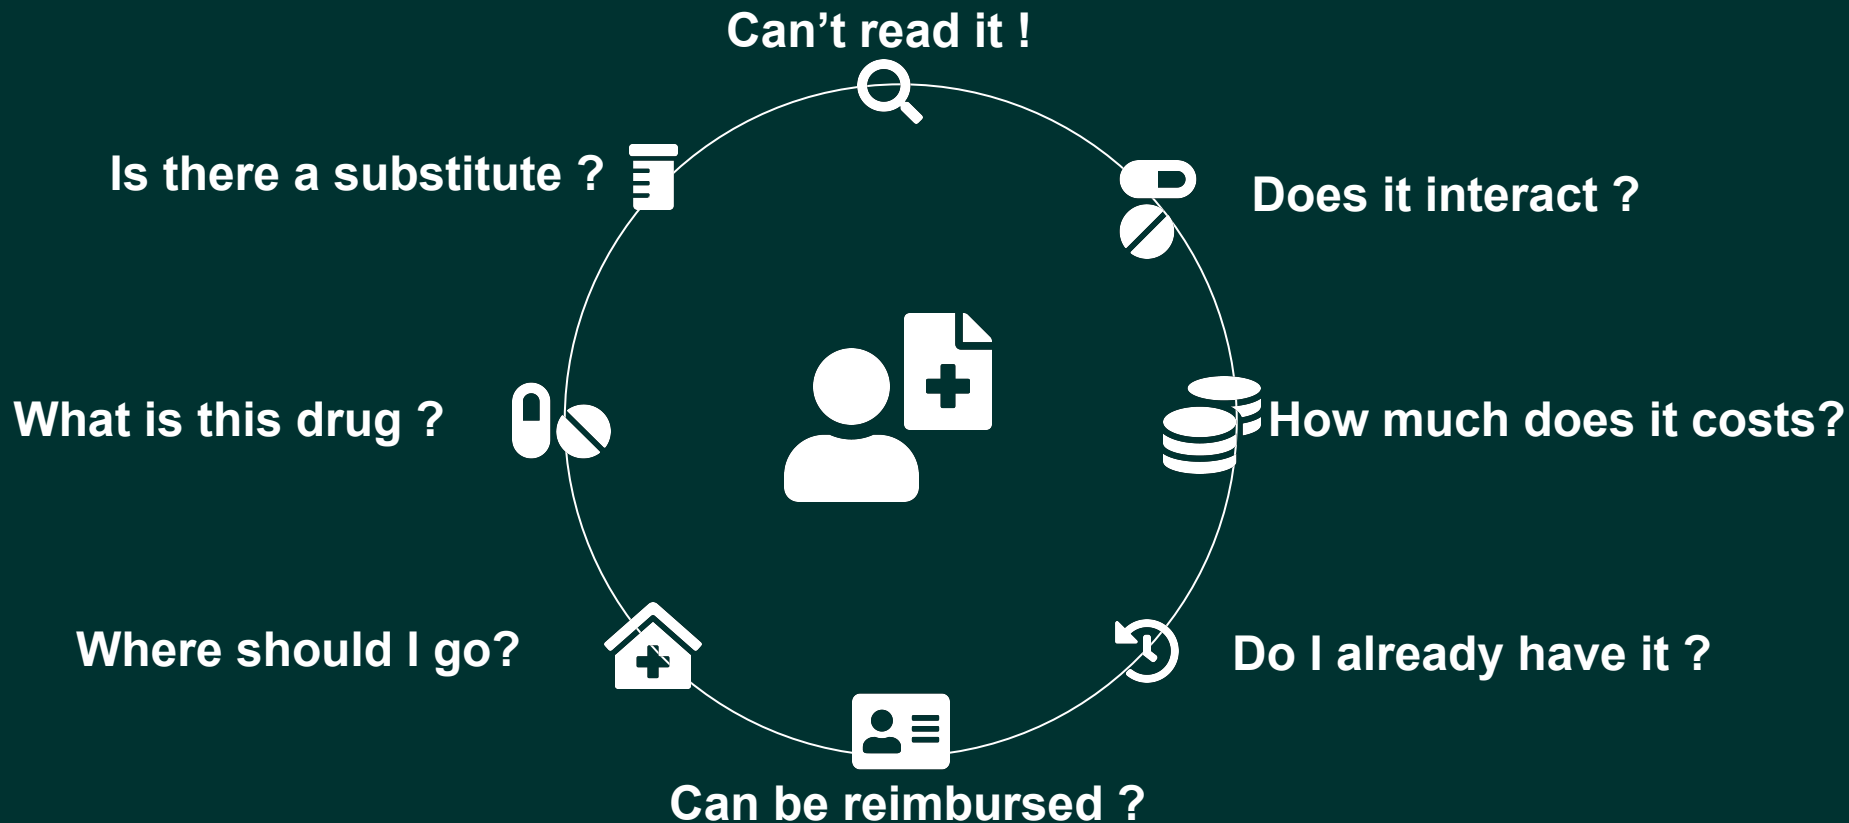 Can’t read it !
Is there a substitute ?
Does it interact ?
What is this drug ?
How much does it costs?
Where should I go?
Do I already have it ?
Can be reimbursed ?